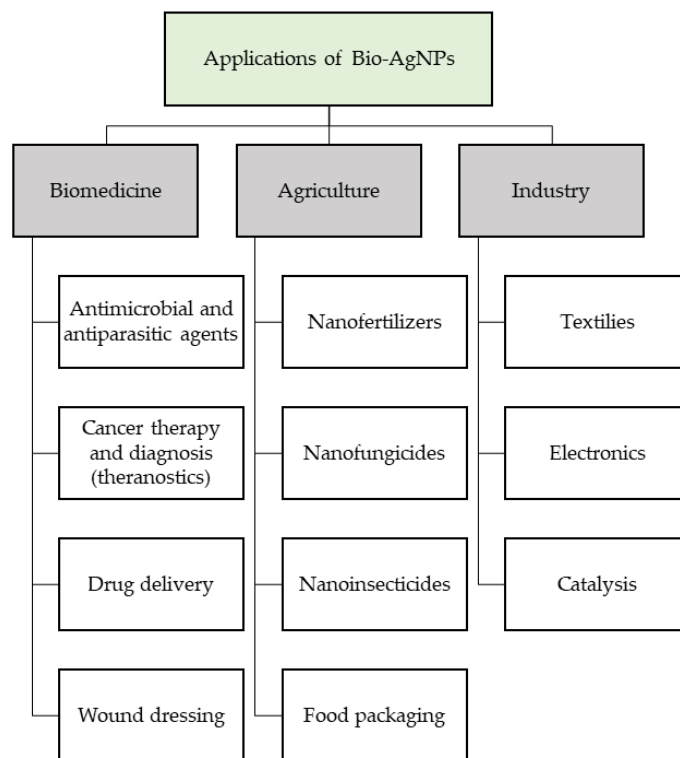 Applications of Bio-AgNPs
Biomedicine
Agriculture
Industry
Antimicrobial and
antiparasitic agents
Nanofertilizers
Textilies
Cancer therapy
and diagnosis
(theranostics)
Nanofungicides
Electronics
Drug delivery
Nanoinsecticides
Catalysis
Wound dressing
Food packaging